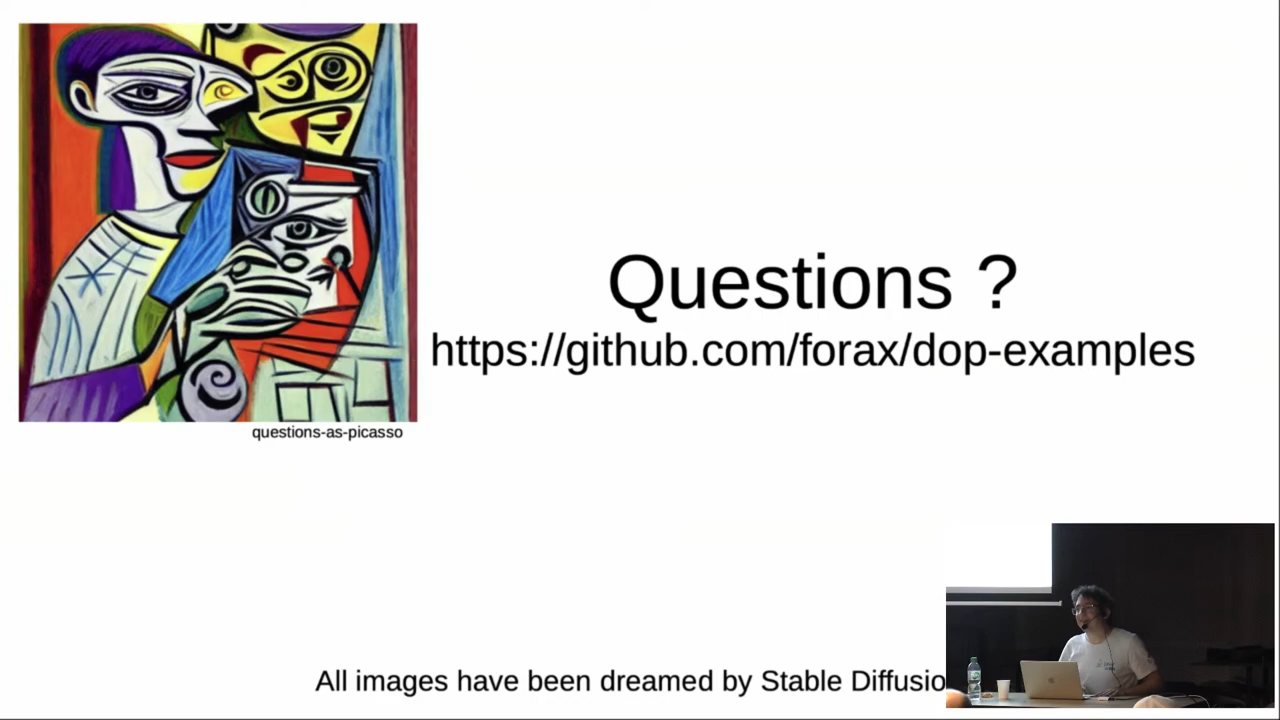 Questions ?
https://github.com/forax/dop-examples
questions-as-picasso
All images have been dreamed by Stable Diffusio